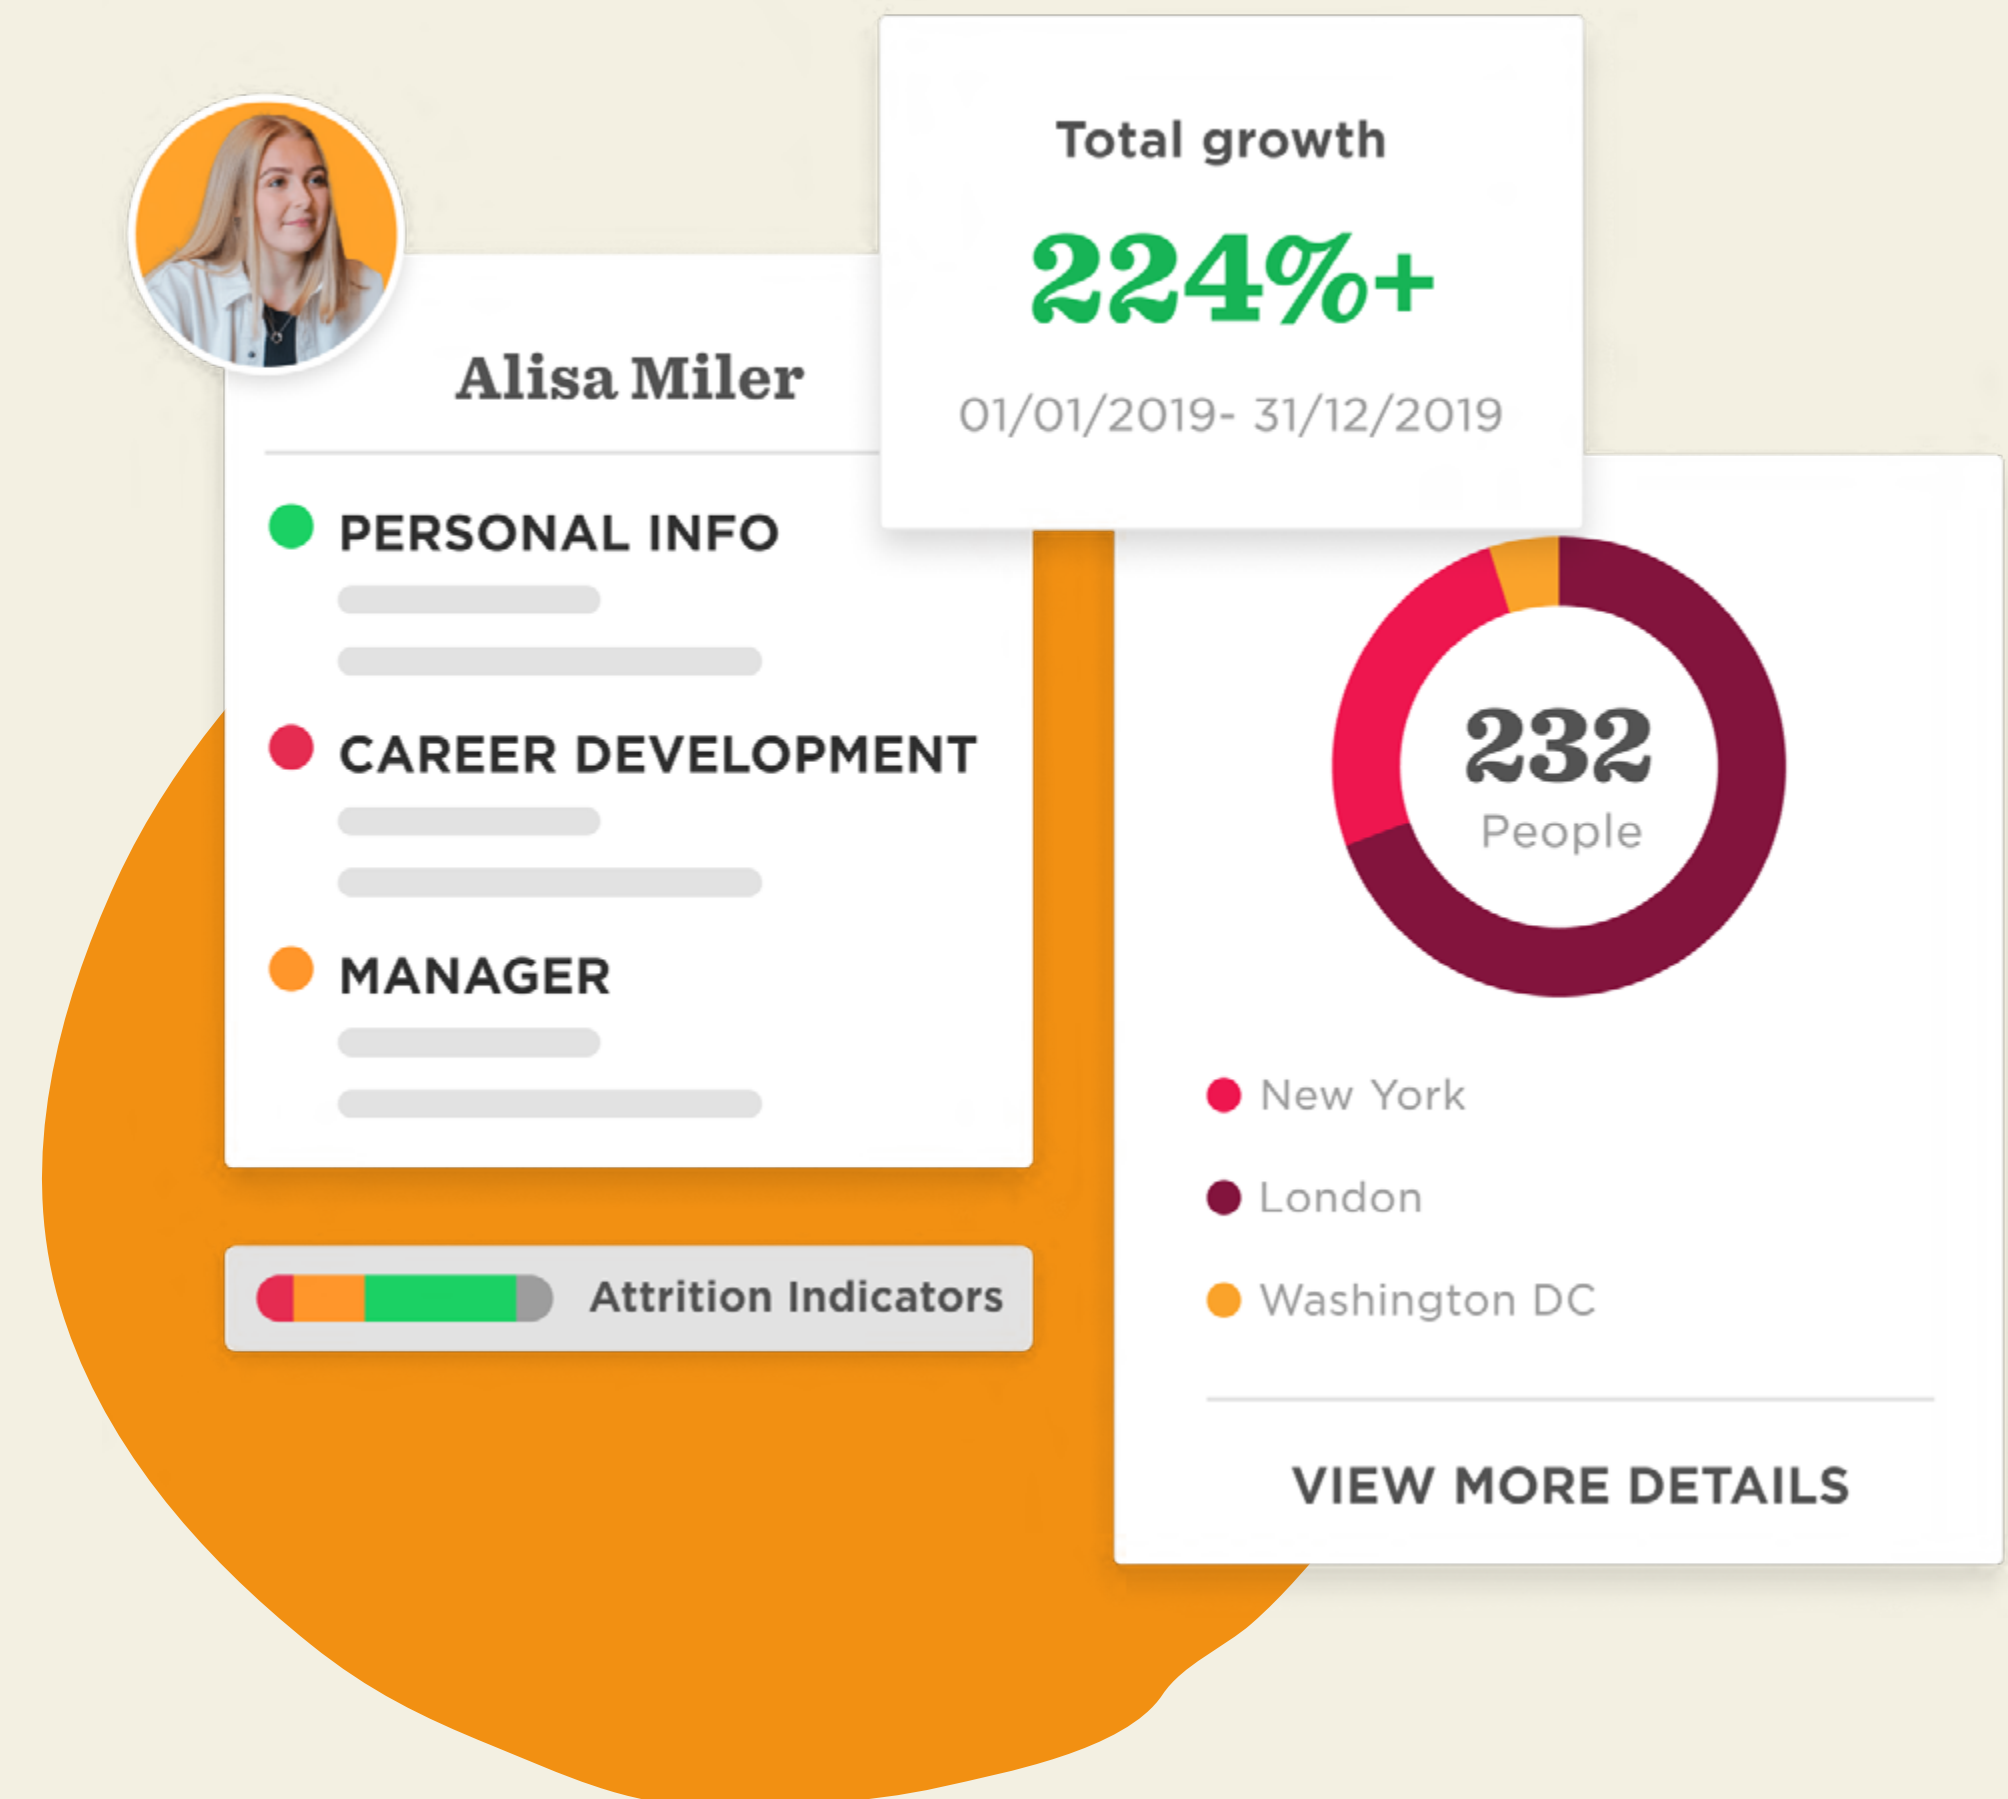 Total growth
224%+
01/01/2019- 31/12/2019
Alisa Miler
PERSONAL INFO
CAREER DEVELOPMENT
MANAGER
Attrition Indicators
232
People
New York
London
Washington DC
VIEW MORE DETAILS